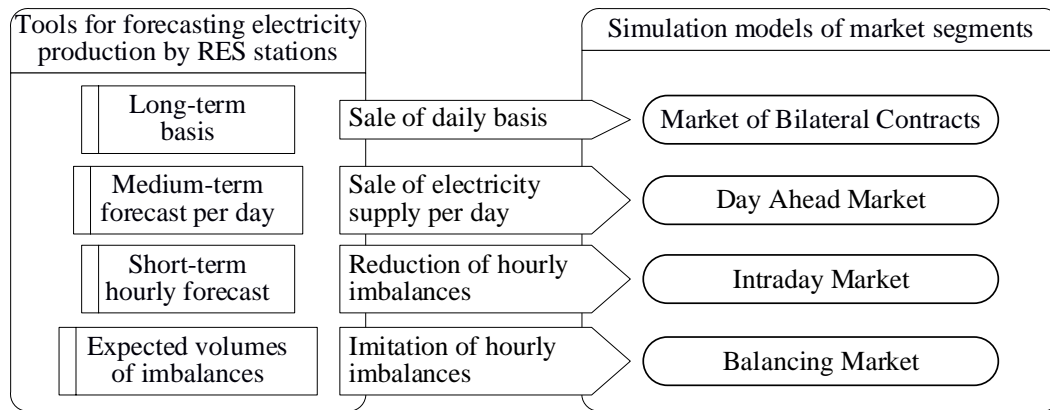 Tools for forecasting electricity
production by RES stations
Simulation models of market segments
Long-term
basis
Sale of daily basis
Market of Bilateral Contracts
Medium-term
forecast per day
Sale of electricity
supply per day
Day Ahead Market
Short-term
hourly forecast
Reduction of hourly
imbalances
Intraday Market
Expected volumes
of imbalances
Imitation of hourly
imbalances
Balancing Market